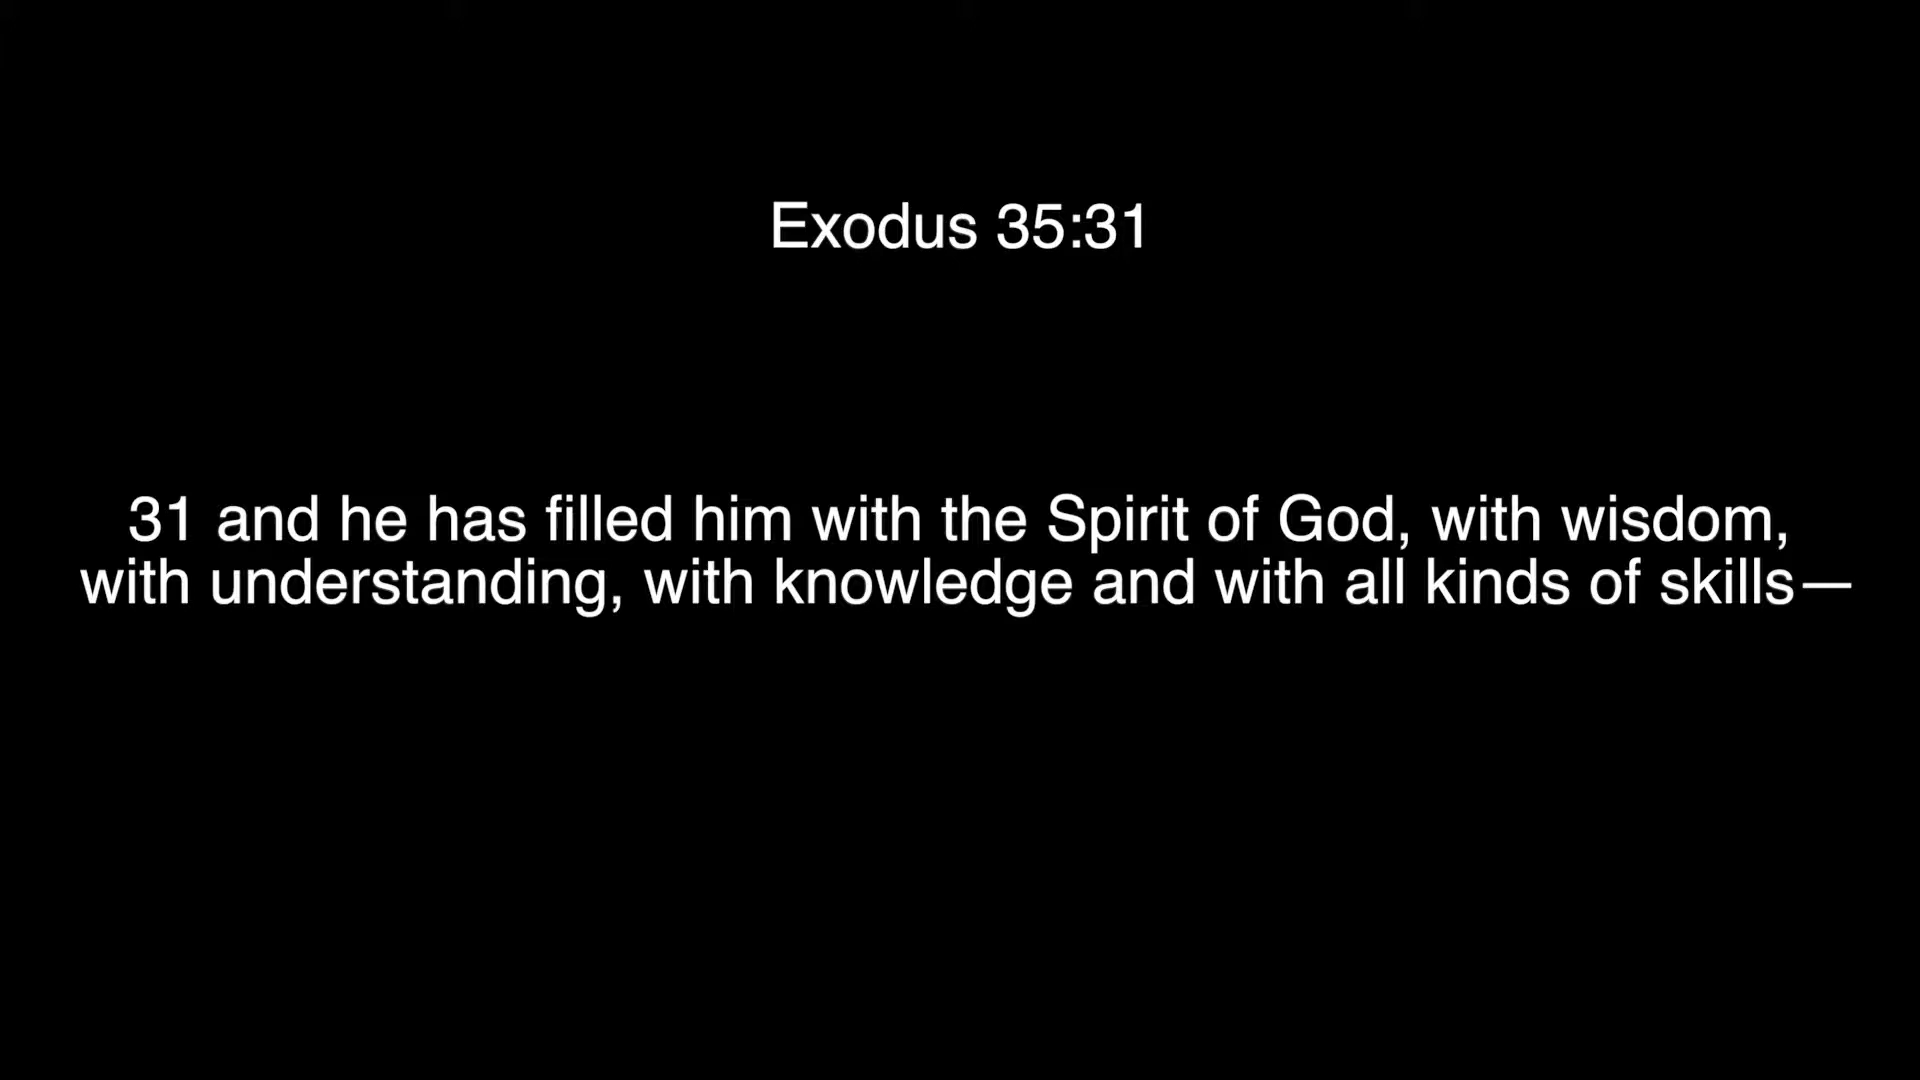 Exodus 35:31
31 and he has filled him with the Spirit of God, with wisdom,
with understanding, with knowledge and with all kinds of skills—